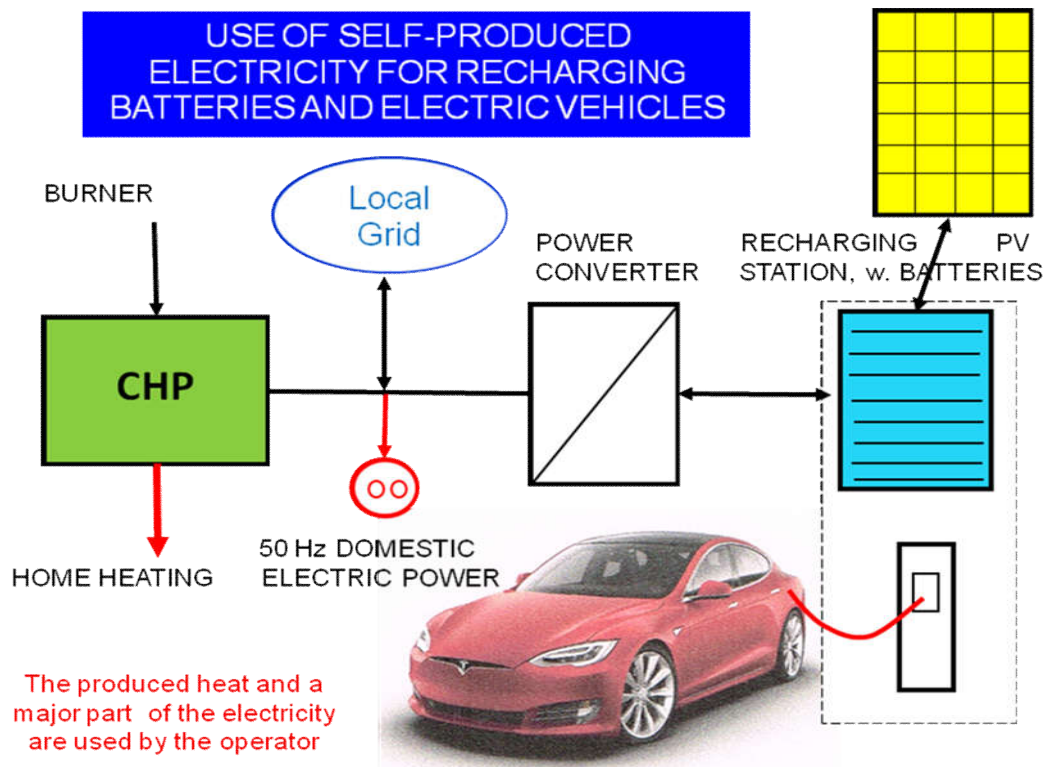 USE OF SELF-PRODUCED
ELECTRICITY FOR RECHARGING
BATTERIES AND ELECTRIC VEHICLES
BURNER
Local
Grid
POWER
CONVERTER
RECHARGING PV
STATION, w. BATTERIES
CHP
50 Hz DOMESTIC
ELECTRIC POWER
HOME HEATING
The produced heat and a
major part of the electricity
are used by the operator